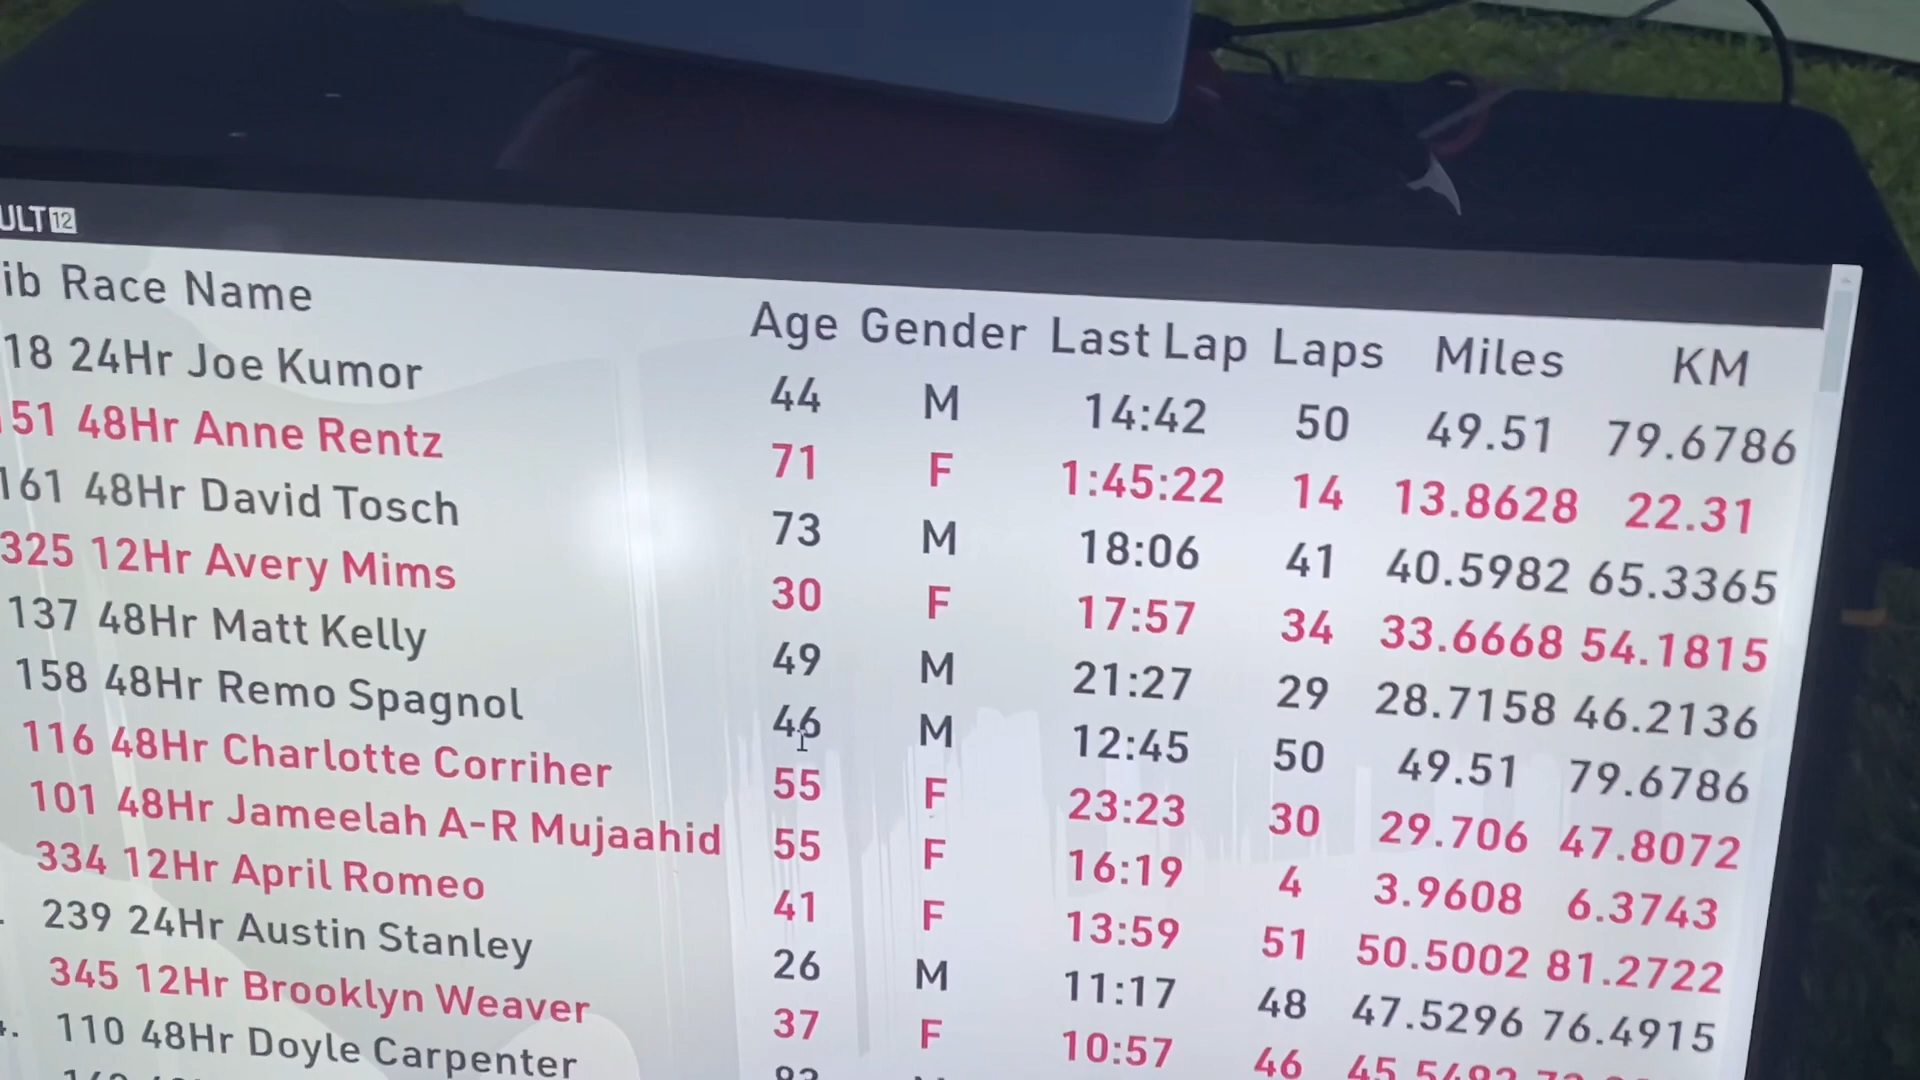 ULT12
ib Race Name Age Gender Last Lap Laps Miles KM
18 24Hr Joe Kumor 44 M 14:42 50 49.51 79.6786
151 48Hr Anne Rentz 71 F 1:45:22 14 13.8628 22.31
161 48Hr David Tosch 73 M 18:06 41 40.5982 65.3365
325 12Hr Avery Mims 30 F 17:57 34 33.6668 54.1815
137 48Hr Matt Kelly 49 M 21:27 29 28.7158 46.2136
158 48Hr Remo Spagnol 46 M 12:45 50 49.51 79.6786
116 48Hr Charlotte Corriher 55 F 23:23 30 29.706 47.8072
101 48Hr Jameelah A-R Mujaahid 55 F 16:19 4 3.9608 6.3743
334 12Hr April Romeo 41 F 13:59 51 50.5002 81.2722
239 24Hr Austin Stanley 26 M 11:17 48 47.5296 76.4915
345 12Hr Brooklyn Weaver 37 F 10:57 46
110 48Hr Doyle Carpenter